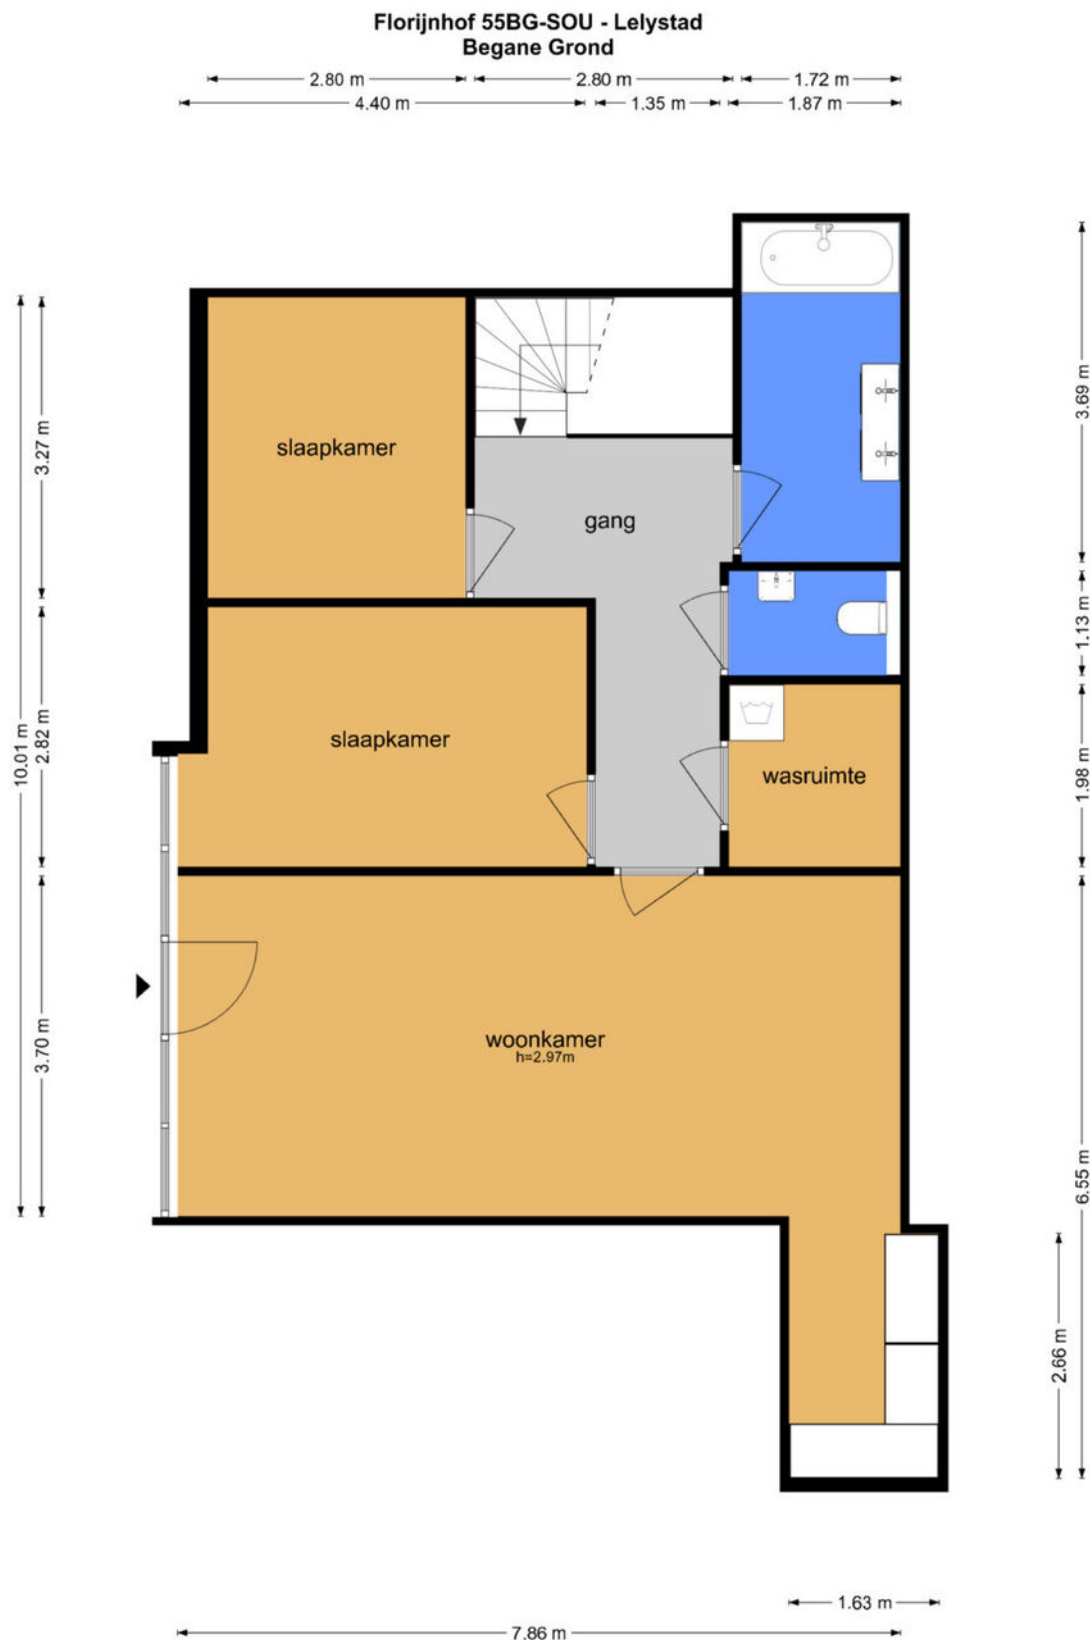 Florijnhof 55BG-SOU - Lelystad
Begane Grond
2.80 m
2.80 m
1.72 m
4.40 m
1.35 m
1.87 m
3.69 m
3.27 m
slaapkamer
gang
1.13 m
10.01 m
2.82 m
slaapkamer
wasruimte
1.98 m
3.70 m
woonkamer
h=2.97m
6.55 m
2.66 m
1.63 m
7.86 m